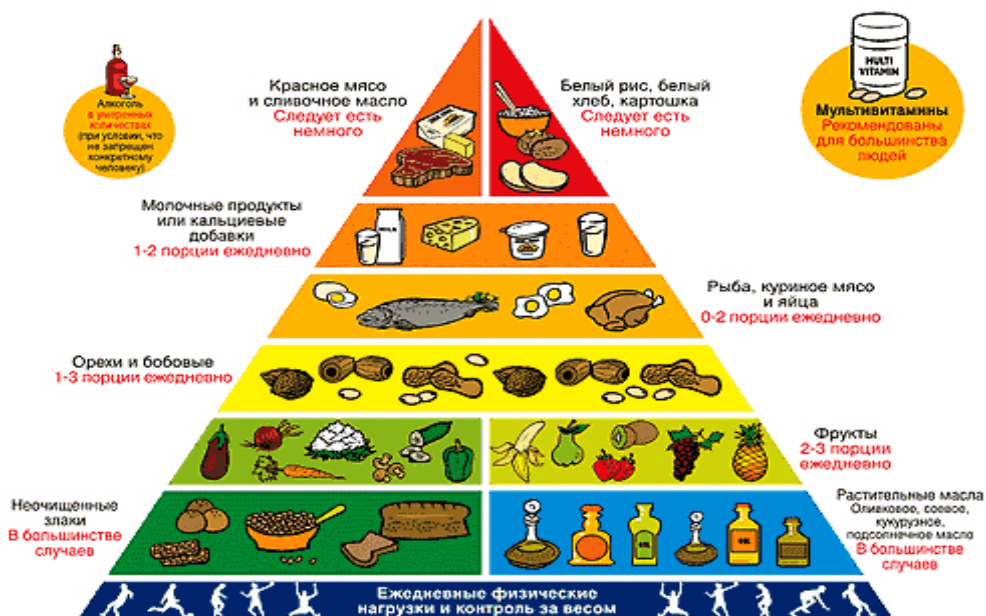 Красное мясо
и сливочное масло
Следует есть
немного
Белый рис, белый
хлеб, картошка
Следует есть
немного
MULTI
VITAMIN
Мультивитамины
Рекомендованы
для большинства
людей
Алкоголь
в умеренных
количествах
(при условии, что
не запрещен
конкретному
человеку)
Молочные продукты
или кальциевые
добавки
1-2 порции ежедневно
MILK
Рыба, куриное мясо
и яйца
0-2 порции ежедневно
Орехи и бобовые
1-3 порции ежедневно
Фрукты
2-3 порции
ежедневно
Неочищенные
злаки
В большинстве
случаев
Растительные масла
Оливковое, соевое,
кукурузное,
подсолнечное масло
В большинстве
случаев
OIL
OIL
Ежедневные физические
нагрузки и контроль за весом